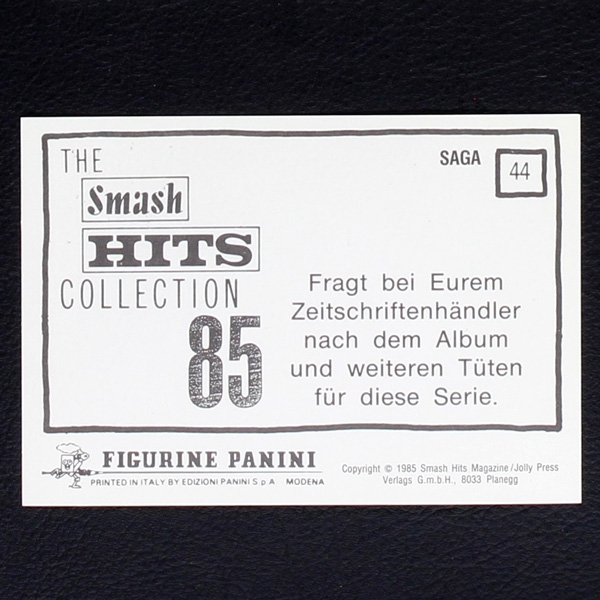 THE
Smash
HITS
COLLECTION
85
SAGA
44
Fragt bei Eurem
Zeitschriftenhändler
nach dem Album
und weiteren Tüten
für diese Serie.
FIGURINE PANINI
PRINTED IN ITALY BY EDIZIONI PANINI S.p.A. MODENA
Copyright © 1985 Smash Hits Magazine/Jolly Press
Verlags G.m.b.H., 8033 Planegg